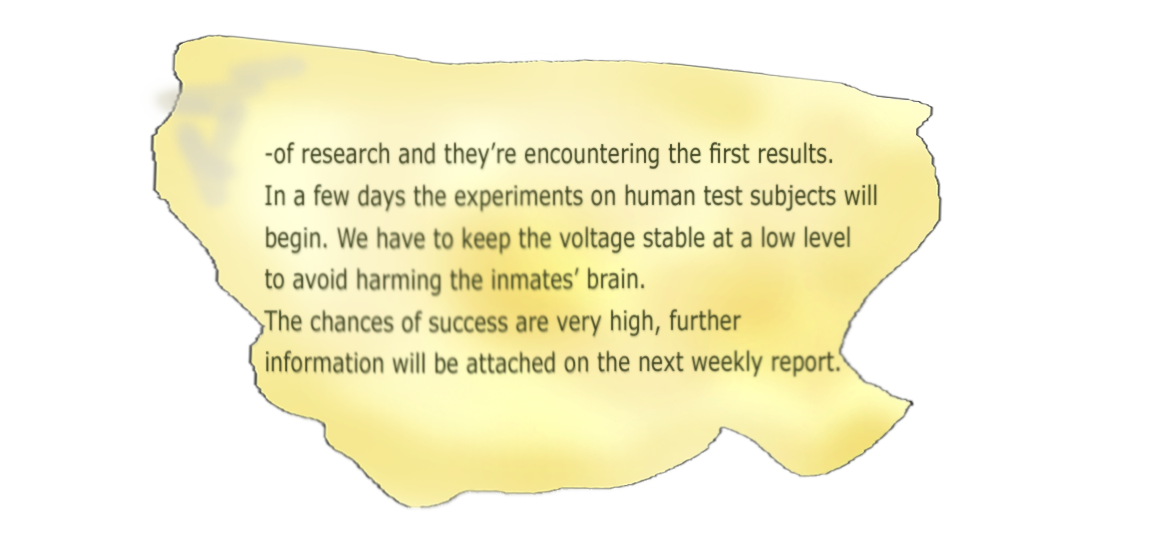 -of research and they’re encountering the first results.
In a few days the experiments on human test subjects will
begin. We have to keep the voltage stable at a low level
to avoid harming the inmates’ brain.
The chances of success are very high, further
information will be attached on the next weekly report.